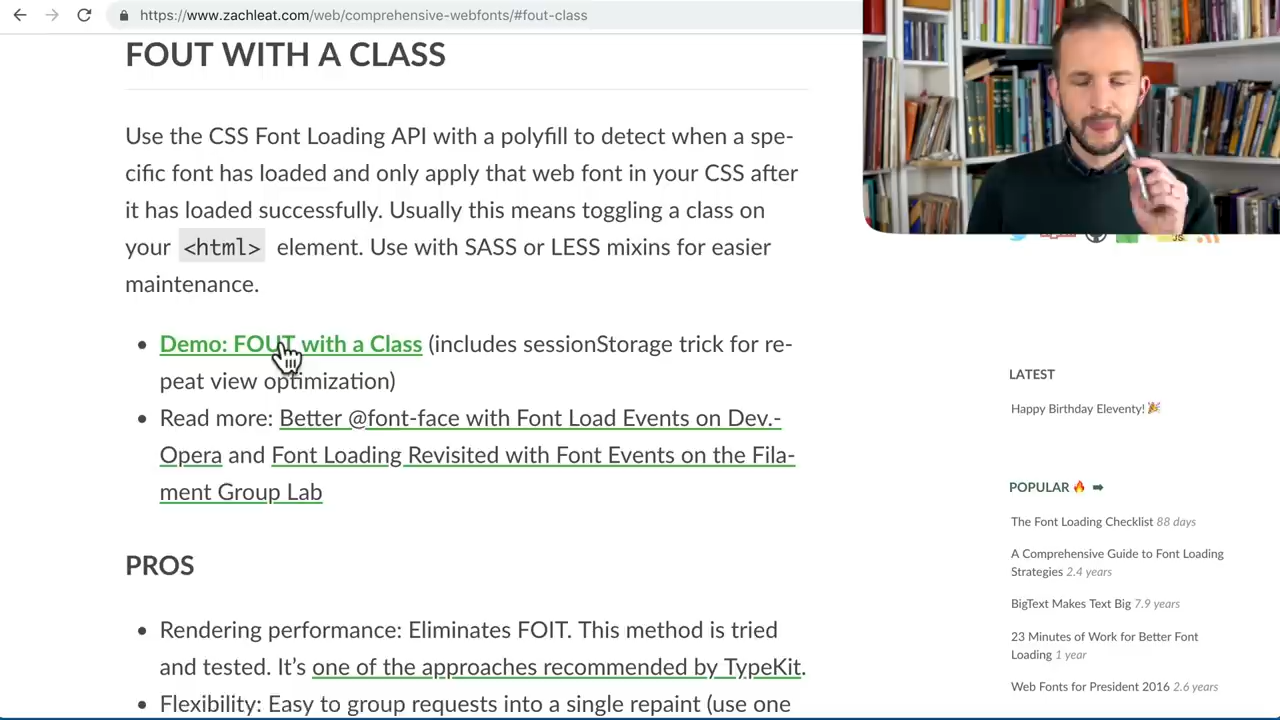 https://www.zachleat.com/web/comprehensive-webfonts/#fout-class
FOUT WITH A CLASS
Use the CSS Font Loading API with a polyfill to detect when a spe-
cific font has loaded and only apply that web font in your CSS after
it has loaded successfully. Usually this means toggling a class on
your <html> element. Use with SASS or LESS mixins for easier
maintenance.
• Demo: FOUT with a Class (includes sessionStorage trick for re-
peat view optimization)
• Read more: Better @font-face with Font Load Events on Dev.-
Opera and Font Loading Revisited with Font Events on the Fila-
ment Group Lab
PROS
• Rendering performance: Eliminates FOIT. This method is tried
and tested. It’s one of the approaches recommended by TypeKit.
• Flexibility: Easy to group requests into a single repaint (use one
LATEST
Happy Birthday Eleventy! 🎉
POPULAR 🔥 ➡
The Font Loading Checklist 88 days
A Comprehensive Guide to Font Loading
Strategies 2.4 years
BigText Makes Text Big 7.9 years
23 Minutes of Work for Better Font
Loading 1 year
Web Fonts for President 2016 2.6 years